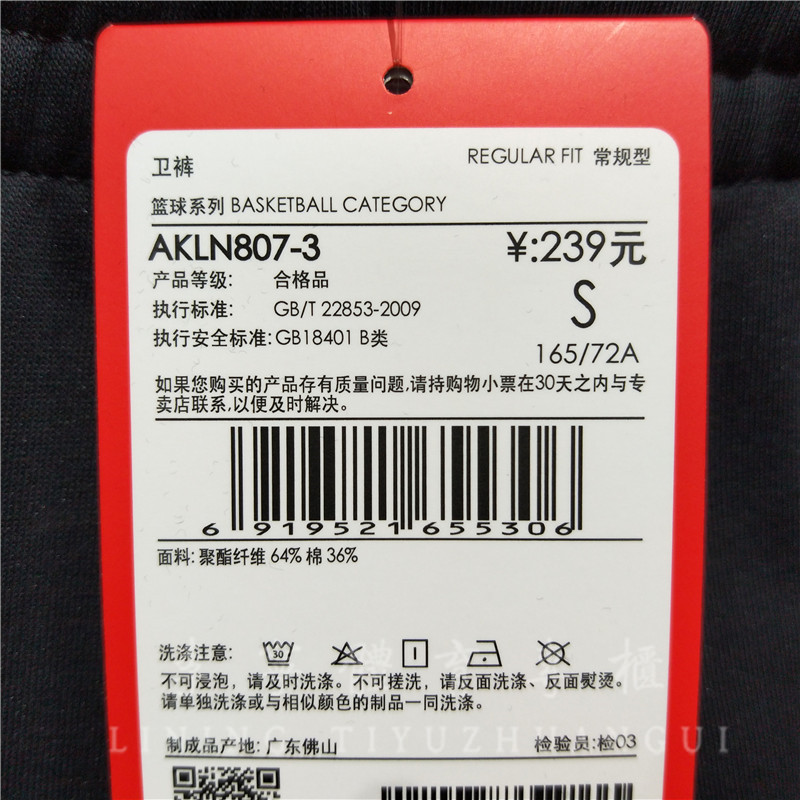 卫裤
REGULAR FIT 常规型
篮球系列 BASKETBALL CATEGORY
AKLN807-3
¥:239元
产品等级: 合格品
执行标准: GB/T 22853-2009
S
执行安全标准:GB18401 B类
165/72A
如果您购买的产品存有质量问题,请持购物小票在30天之内与专
卖店联系,以便及时解决。
6 919521 655306
面料: 聚酯纤维 64% 棉 36%
洗涤注意:
30
不可浸泡，请及时洗涤。不可搓洗，请反面洗涤、反面熨烫。
请单独洗涤或与相似颜色的制品一同洗涤。
LINING TIYUZHUANGUI
制成品产地: 广东佛山
检验员:检03